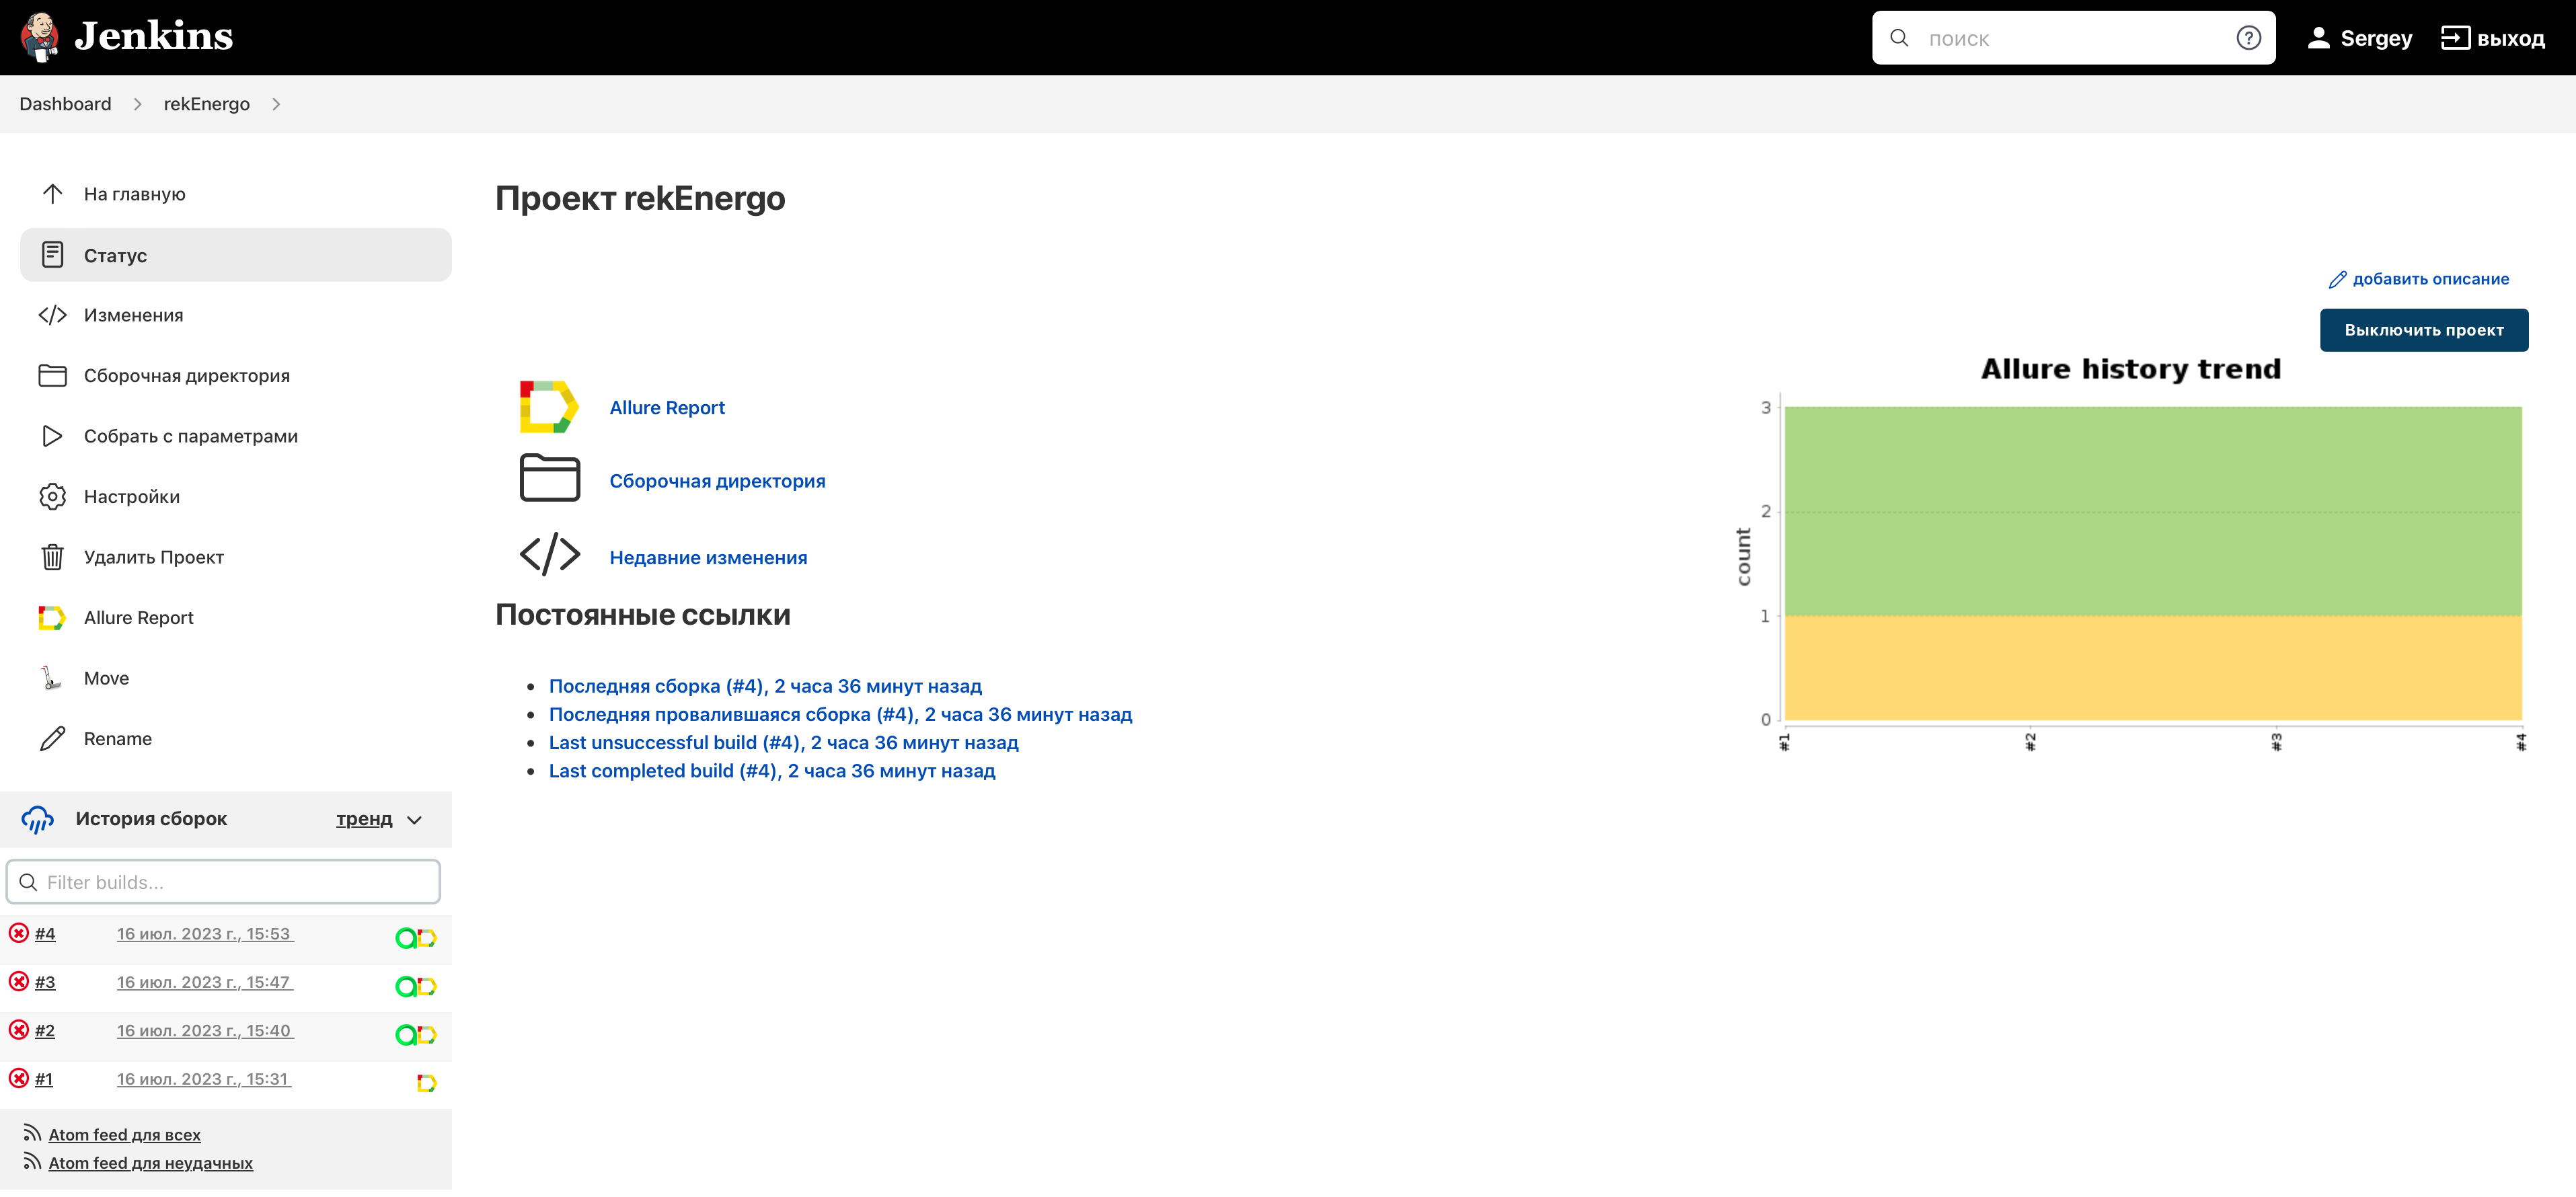 Jenkins
поиск
Sergey
выход
Dashboard
rekEnergo
На главную
Статус
Изменения
Сборочная директория
Собрать с параметрами
Настройки
Удалить Проект
Allure Report
Move
Rename
История сборок
тренд
Filter builds...
#4 16 июл. 2023 г., 15:53
#3 16 июл. 2023 г., 15:47
#2 16 июл. 2023 г., 15:40
#1 16 июл. 2023 г., 15:31
Atom feed для всех
Atom feed для неудачных
Проект rekEnergo
добавить описание
Выключить проект
Allure Report
Сборочная директория
Недавние изменения
Постоянные ссылки
Последняя сборка (#4), 2 часа 36 минут назад
Последняя провалившаяся сборка (#4), 2 часа 36 минут назад
Last unsuccessful build (#4), 2 часа 36 минут назад
Last completed build (#4), 2 часа 36 минут назад
Allure history trend
count
3
2
1
0
#1
#2
#3
#4